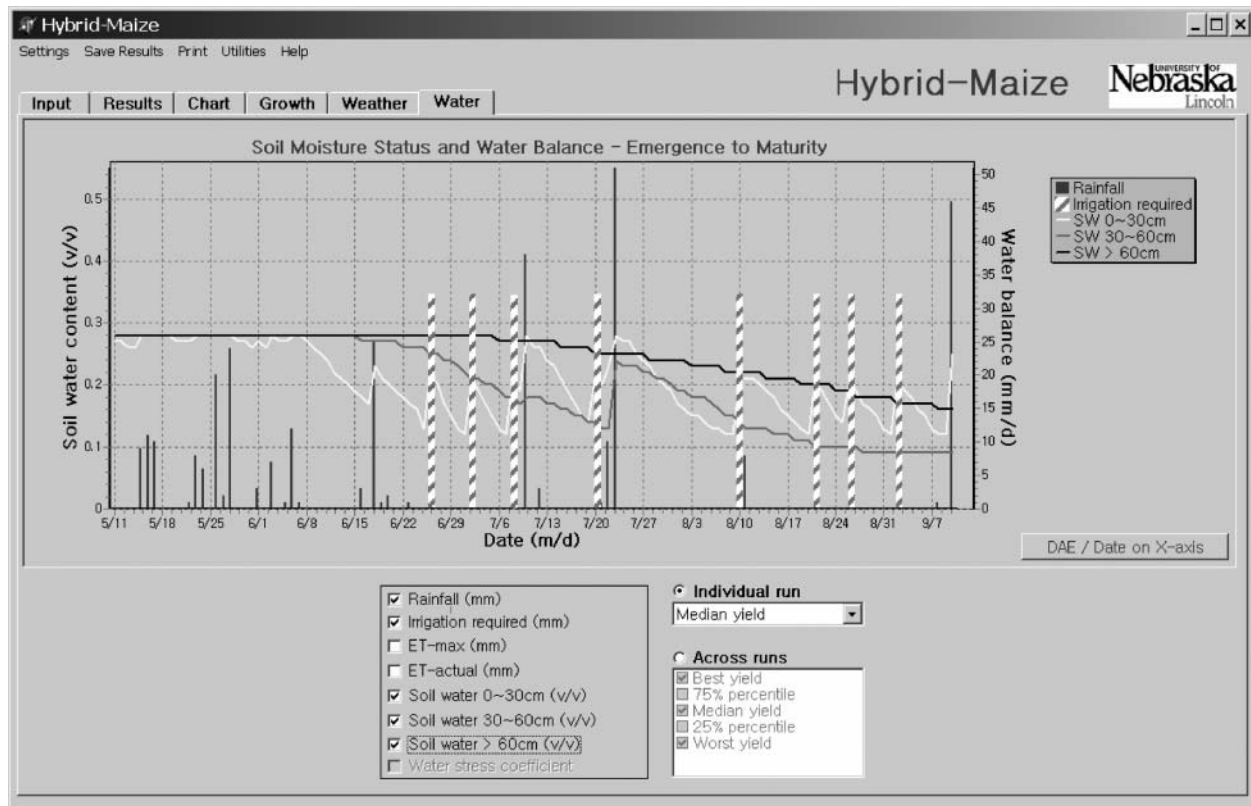 Hybrid-Maize
Settings Save Results Print Utilities Help
Hybrid-Maize
UNIVERSITY OF
Nebraska
Lincoln
Input Results Chart Growth Weather Water
Soil Moisture Status and Water Balance - Emergence to Maturity
Soil water content (v/v)
0.5
0.4
0.3
0.2
0.1
0
50
45
40
35
30
25
20
15
10
5
0
Water balance (mm/d)
5/11 5/18 5/25 6/1 6/8 6/15 6/22 6/29 7/6 7/13 7/20 7/27 8/3 8/10 8/17 8/24 8/31 9/7
Date (m/d)
Rainfall
Irrigation required
SW 0~30cm
SW 30~60cm
SW > 60cm
DAE / Date on X-axis
Rainfall (mm)
Irrigation required (mm)
ET-max (mm)
ET-actual (mm)
Soil water 0~30cm (v/v)
Soil water 30~60cm (v/v)
Soil water > 60cm (v/v)
Water stress coefficient
Individual run
Median yield
Across runs
Best yield
75% percentile
Median yield
25% percentile
Worst yield